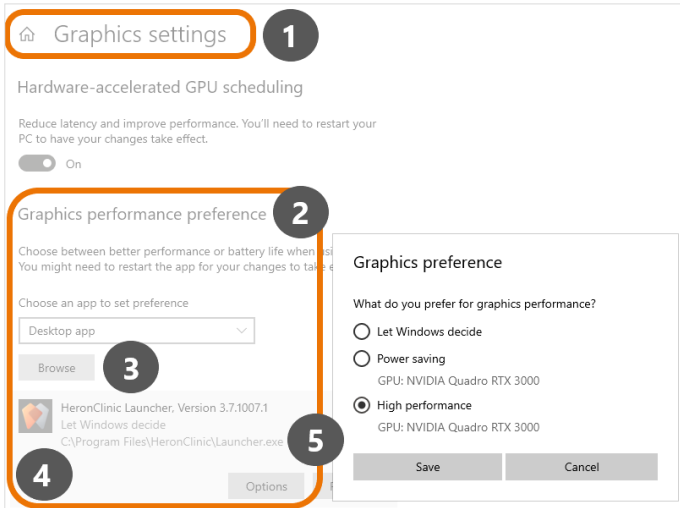 Graphics settings
1
Hardware-accelerated GPU scheduling
Reduce latency and improve performance. You'll need to restart your
PC to have your changes take effect.
On
Graphics performance preference
2
Choose between better performance or battery life when
You might need to restart the app for your changes to take
Choose an app to set preference
Desktop app
Browse
3
HeronClinic Launcher, Version 3.7.1007.1
Let Windows decide
C:\Program Files\HeronClinic\Launcher.exe
5
4
Options
Graphics preference
What do you prefer for graphics performance?
Let Windows decide
Power saving
GPU: NVIDIA Quadro RTX 3000
High performance
GPU: NVIDIA Quadro RTX 3000
Save
Cancel